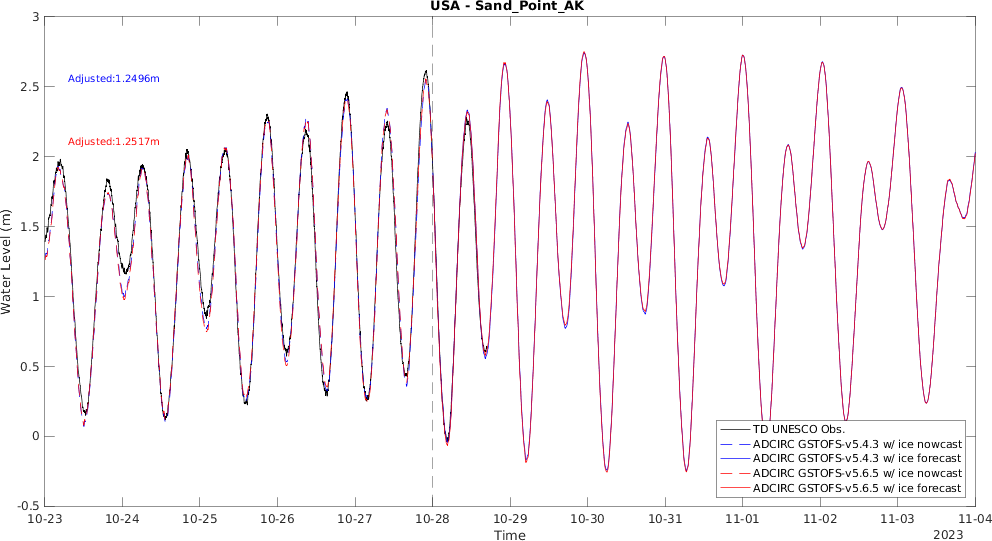 USA - Sand_Point_AK
Adjusted:1.2496m
Adjusted:1.2517m
Water Level (m)
3
2.5
2
1.5
1
0.5
0
-0.5
TD UNESCO Obs.
ADCIRC GSTOFS-v5.4.3 w/ ice nowcast
ADCIRC GSTOFS-v5.4.3 w/ ice forecast
ADCIRC GSTOFS-v5.6.5 w/ ice nowcast
ADCIRC GSTOFS-v5.6.5 w/ ice forecast
10-23 10-24 10-25 10-26 10-27 10-28 10-29 10-30 10-31 11-01 11-02 11-03 11-04
Time
2023